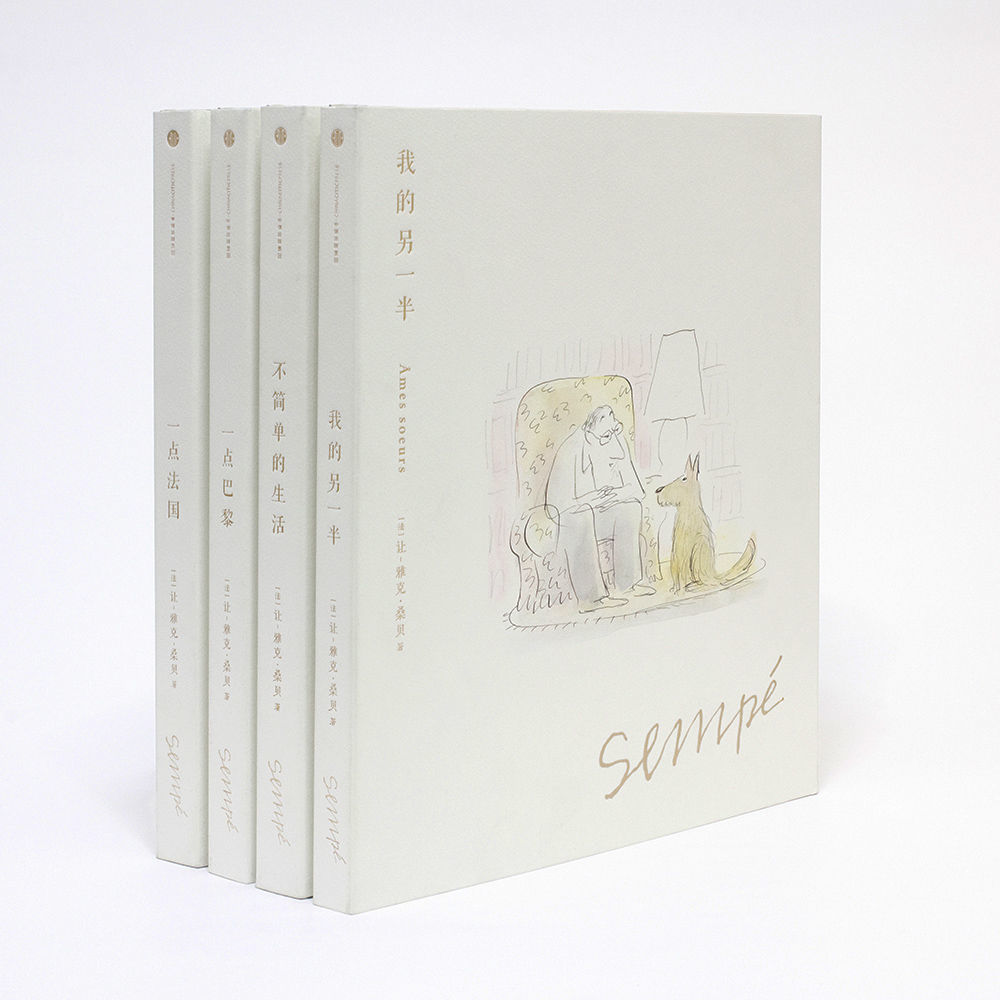 一点法国
[法]让-雅克·桑贝 著
Sempé
一点巴黎
[法]让-雅克·桑贝 著
Sempé
不简单的生活
[法]让-雅克·桑贝 著
Sempé
我的另一半
[法]让-雅克·桑贝 著
Sempé
我的另一半
Âmes soeurs
[法]让-雅克·桑贝 著
Sempé